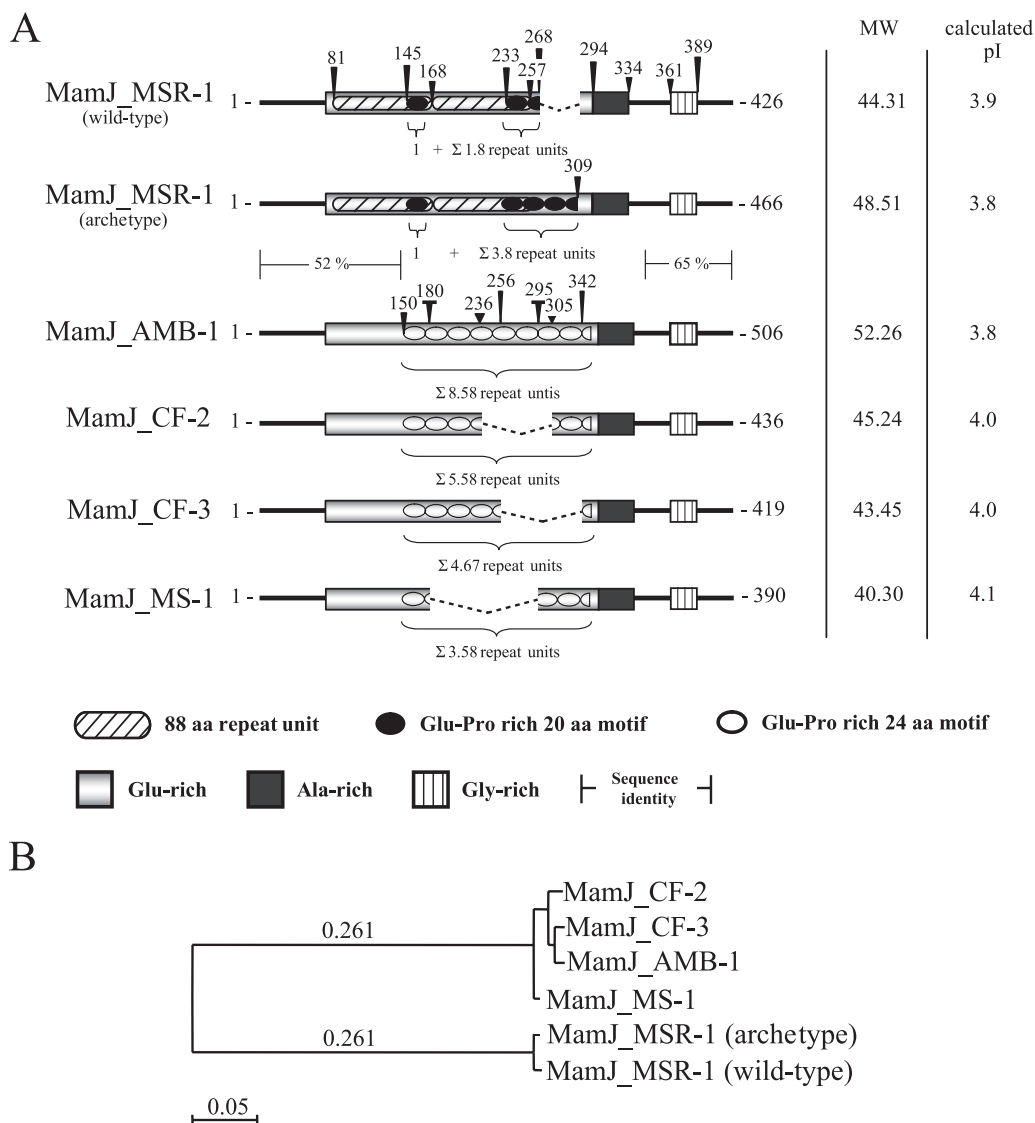 A
MW calculated pI
81 145 168 233 257 268 294 334 361 389
MamJ_MSR-1 (wild-type) 1 - - 426 44.31 3.9
1 + Σ 1.8 repeat units
309
MamJ_MSR-1 (archetype) 1 - - 466 48.51 3.8
1 + Σ 3.8 repeat units
52 % 65 %
150 180 236 256 295 305 342
MamJ_AMB-1 1 - - 506 52.26 3.8
Σ 8.58 repeat untis
MamJ_CF-2 1 - - 436 45.24 4.0
Σ 5.58 repeat units
MamJ_CF-3 1 - - 419 43.45 4.0
Σ 4.67 repeat units
MamJ_MS-1 1 - - 390 40.30 4.1
Σ 3.58 repeat units
88 aa repeat unit Glu-Pro rich 20 aa motif Glu-Pro rich 24 aa motif
Glu-rich Ala-rich Gly-rich Sequence identity
B
MamJ_CF-2
0.261 MamJ_CF-3
MamJ_AMB-1
MamJ_MS-1
0.261 MamJ_MSR-1 (archetype)
MamJ_MSR-1 (wild-type)
0.05